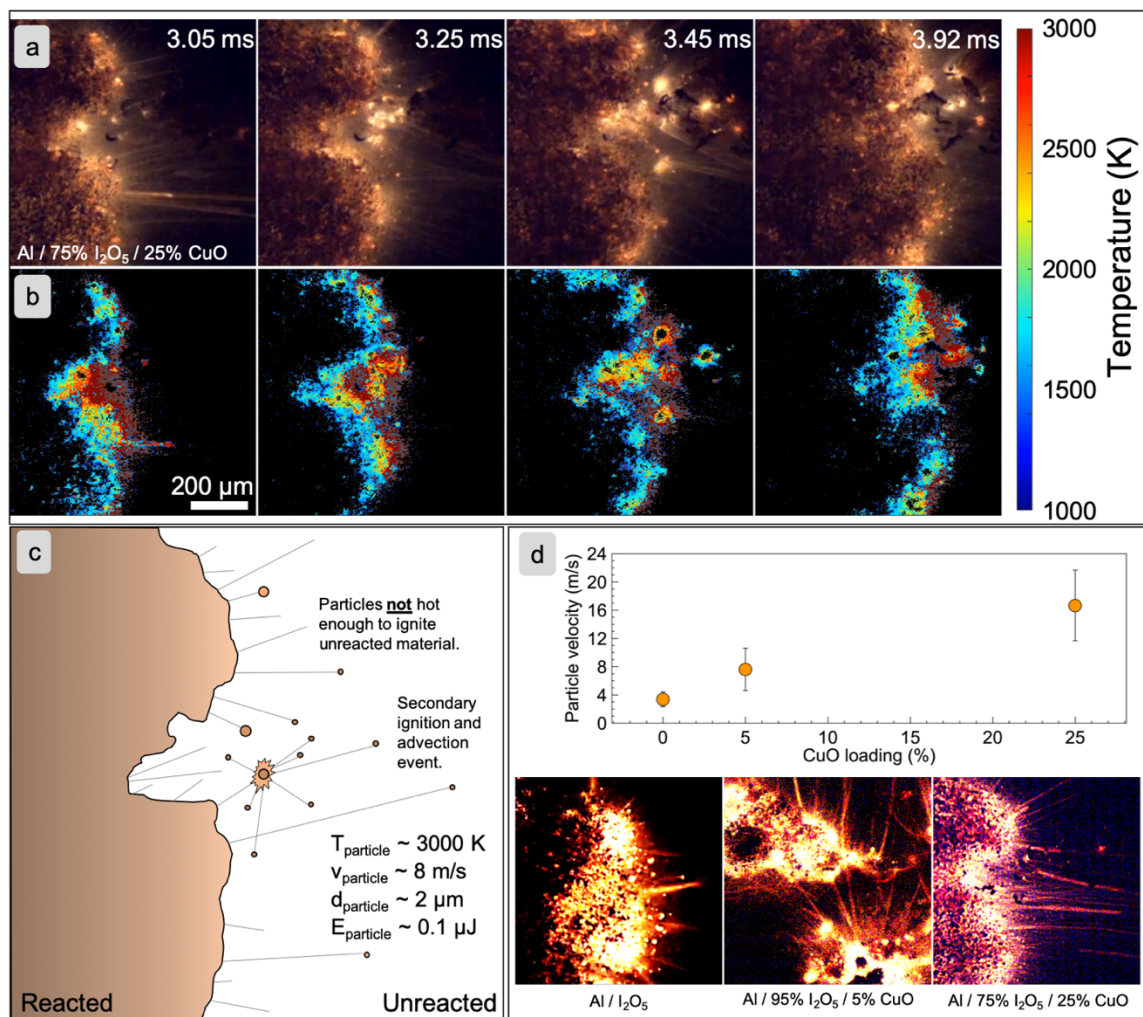 a
3.05 ms
3.25 ms
3.45 ms
3.92 ms
Al / 75% I₂O₅ / 25% CuO
b
200 µm
3000
2500
2000
1500
1000
Temperature (K)
c
Particles not hot
enough to ignite
unreacted material.
Secondary
ignition and
advection
event.
T_particle ~ 3000 K
v_particle ~ 8 m/s
d_particle ~ 2 µm
E_particle ~ 0.1 µJ
Reacted
Unreacted
d
Particle velocity (m/s)
24
20
16
12
8
4
0
0
5
10
15
20
25
CuO loading (%)
Al / I₂O₅
Al / 95% I₂O₅ / 5% CuO
Al / 75% I₂O₅ / 25% CuO